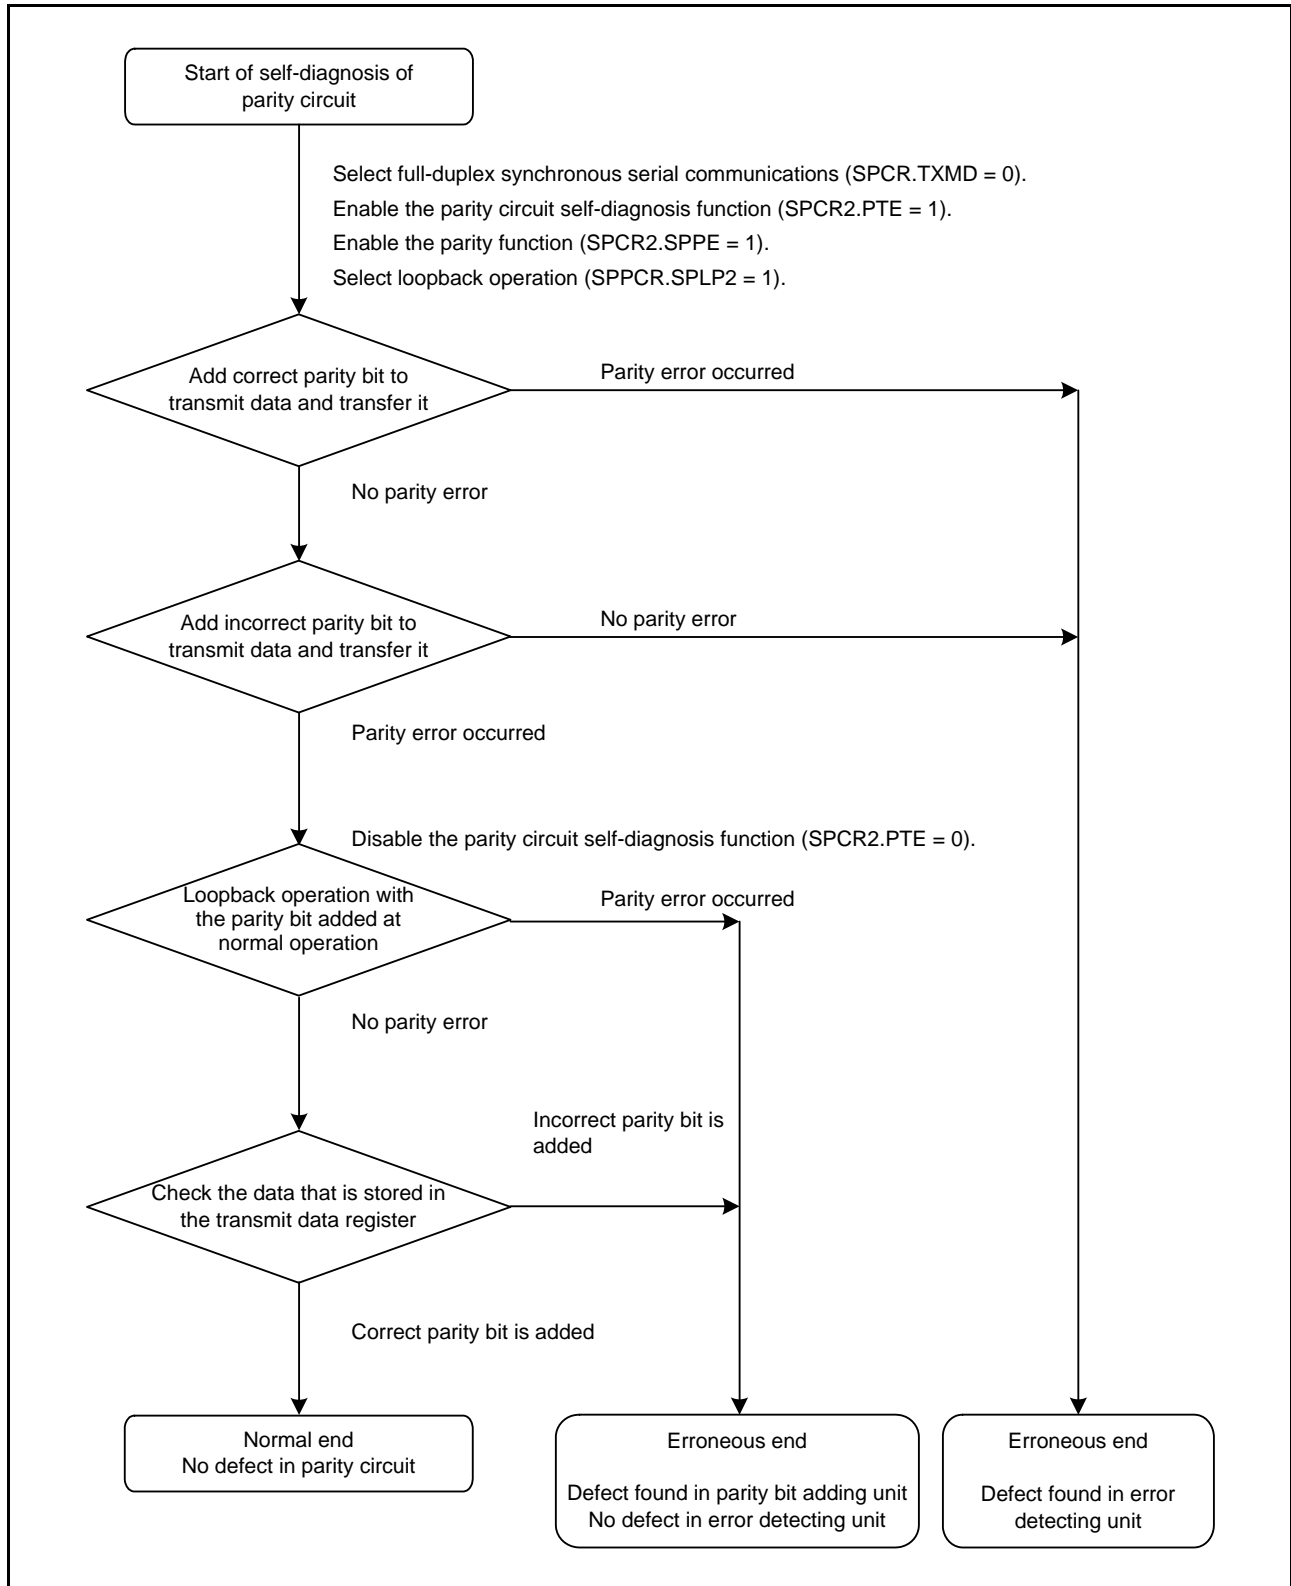 Start of self-diagnosis of
parity circuit
Select full-duplex synchronous serial communications (SPCR.TXMD = 0).
Enable the parity circuit self-diagnosis function (SPCR2.PTE = 1).
Enable the parity function (SPCR2.SPPE = 1).
Select loopback operation (SPPCR.SPLP2 = 1).
Add correct parity bit to
transmit data and transfer it
Parity error occurred
No parity error
Add incorrect parity bit to
transmit data and transfer it
No parity error
Parity error occurred
Disable the parity circuit self-diagnosis function (SPCR2.PTE = 0).
Loopback operation with
the parity bit added at
normal operation
Parity error occurred
No parity error
Incorrect parity bit is
added
Check the data that is stored in
the transmit data register
Correct parity bit is added
Normal end
No defect in parity circuit
Erroneous end
Defect found in parity bit adding unit
No defect in error detecting unit
Erroneous end
Defect found in error
detecting unit